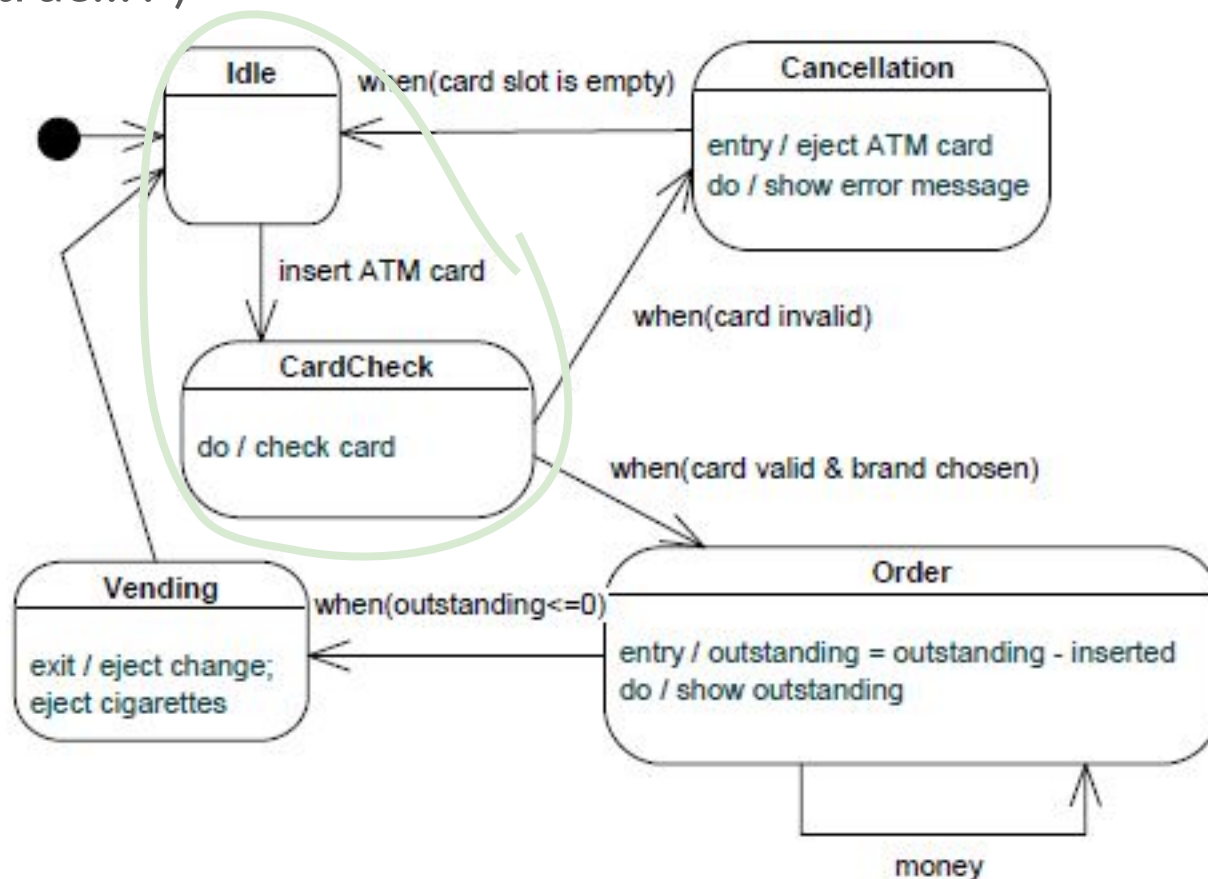 Idle
when(card slot is empty)
Cancellation
entry / eject ATM card
do / show error message
insert ATM card
when(card invalid)
CardCheck
do / check card
when(card valid & brand chosen)
Vending
exit / eject change;
eject cigarettes
when(outstanding<=0)
Order
entry / outstanding = outstanding - inserted
do / show outstanding
money